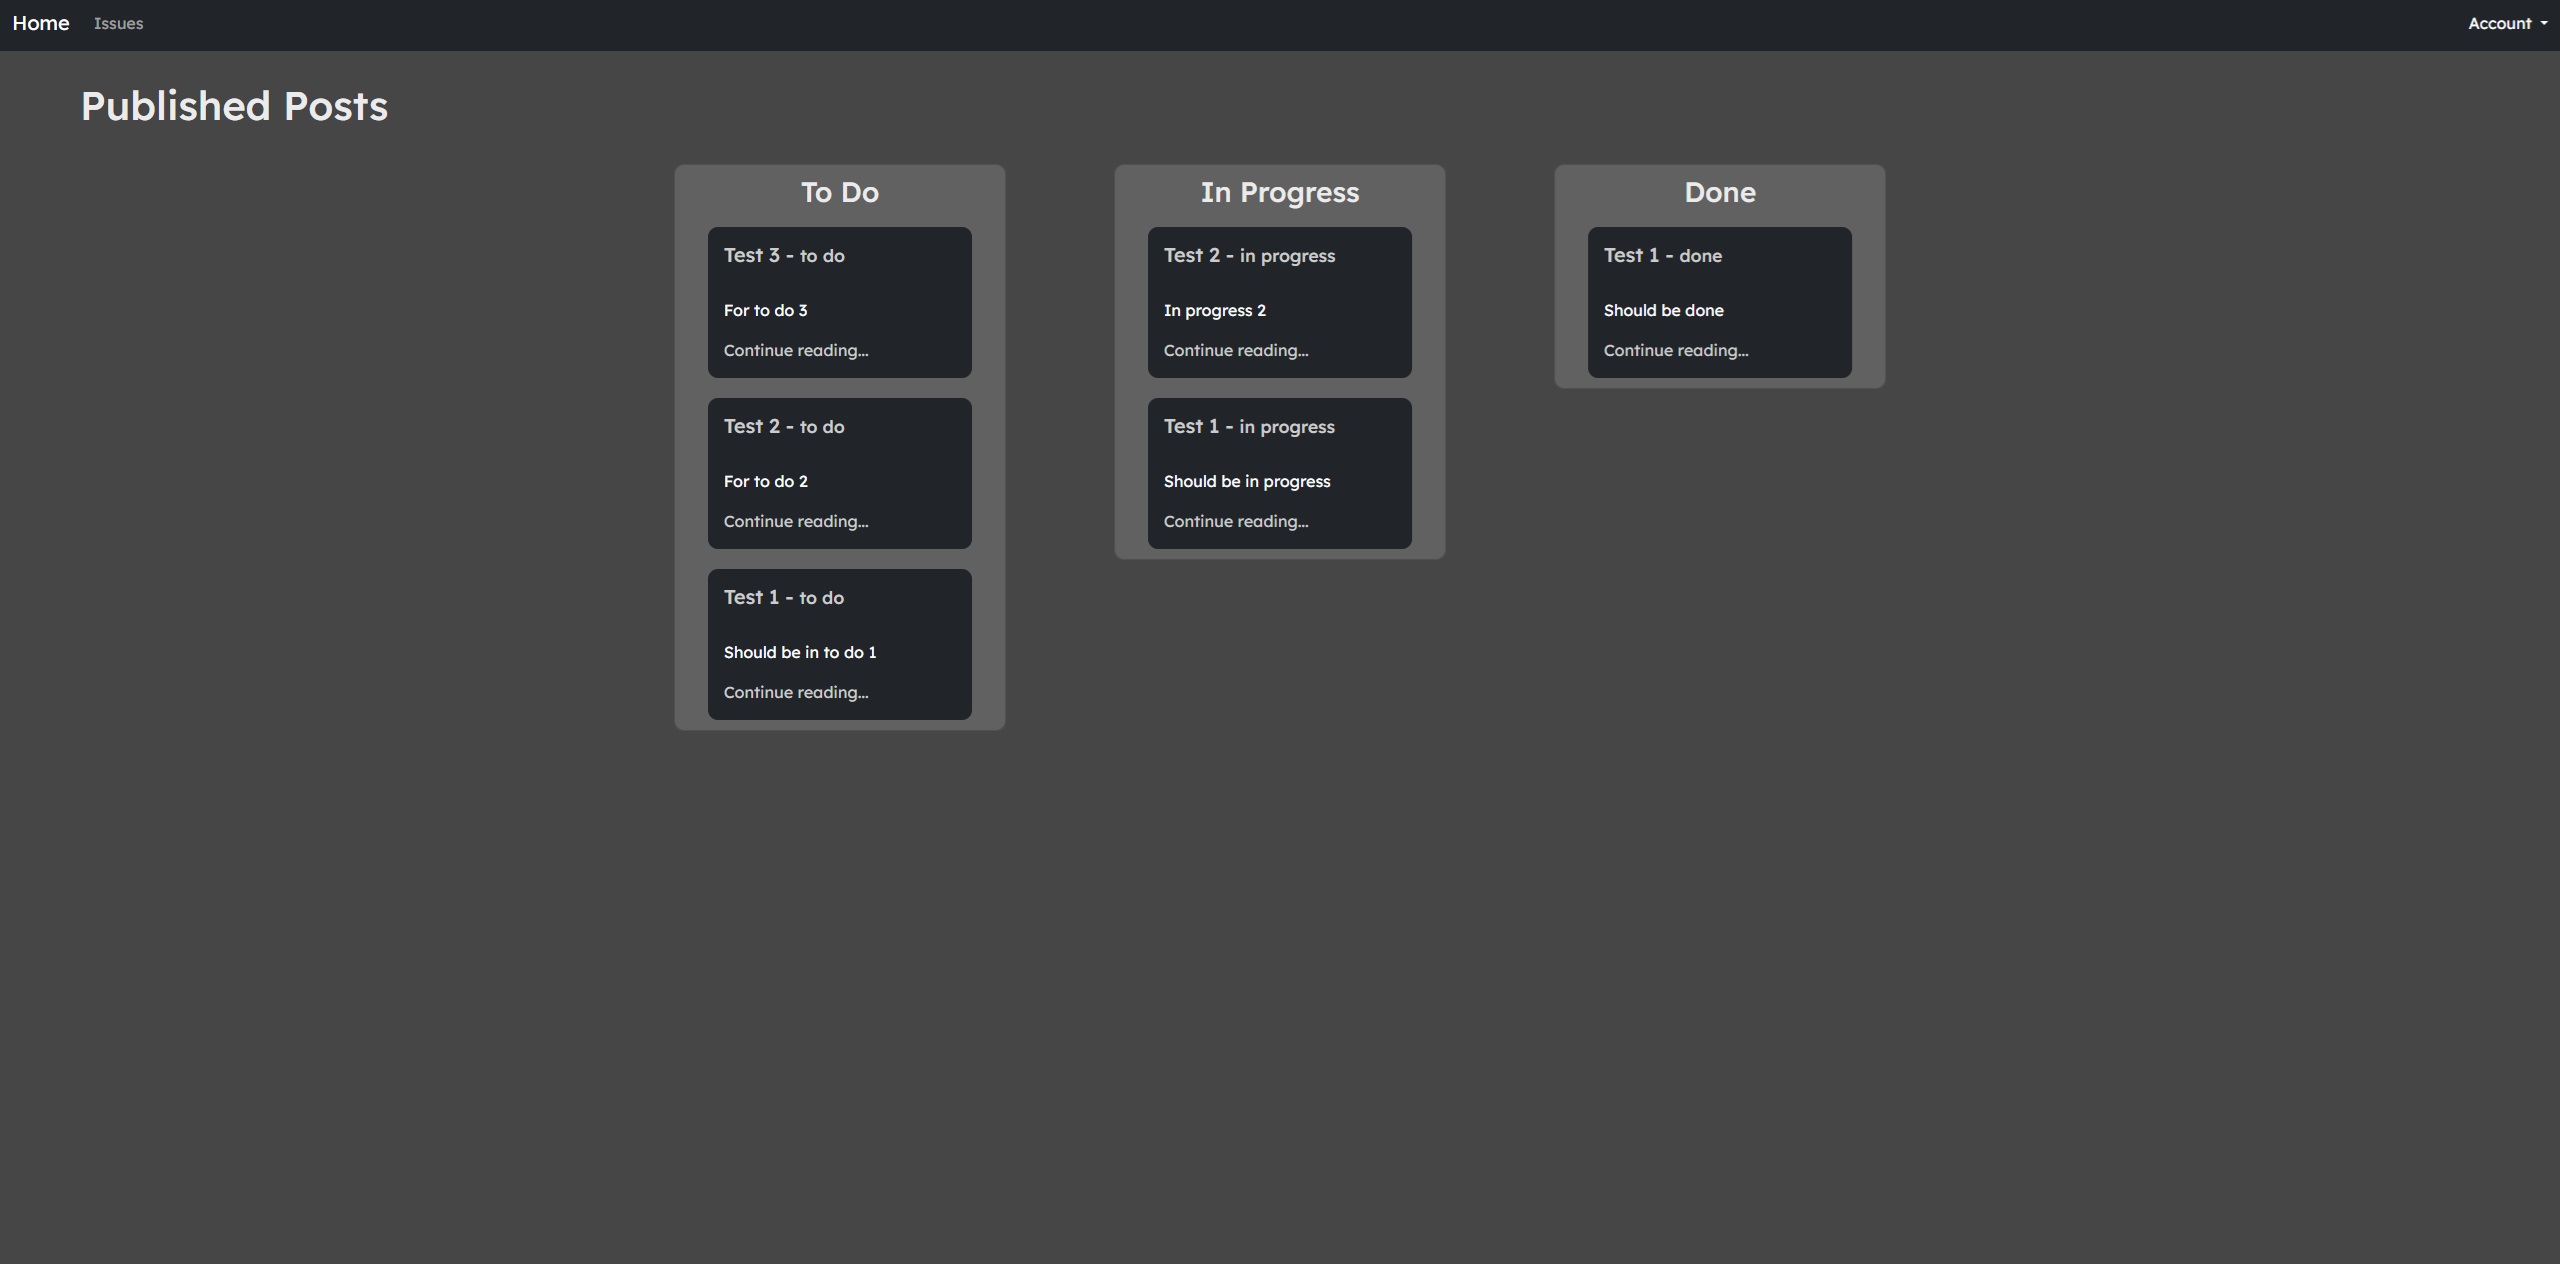 Home Issues Account
Published Posts
To Do
Test 3 - to do
For to do 3
Continue reading...
Test 2 - to do
For to do 2
Continue reading...
Test 1 - to do
Should be in to do 1
Continue reading...
In Progress
Test 2 - in progress
In progress 2
Continue reading...
Test 1 - in progress
Should be in progress
Continue reading...
Done
Test 1 - done
Should be done
Continue reading...